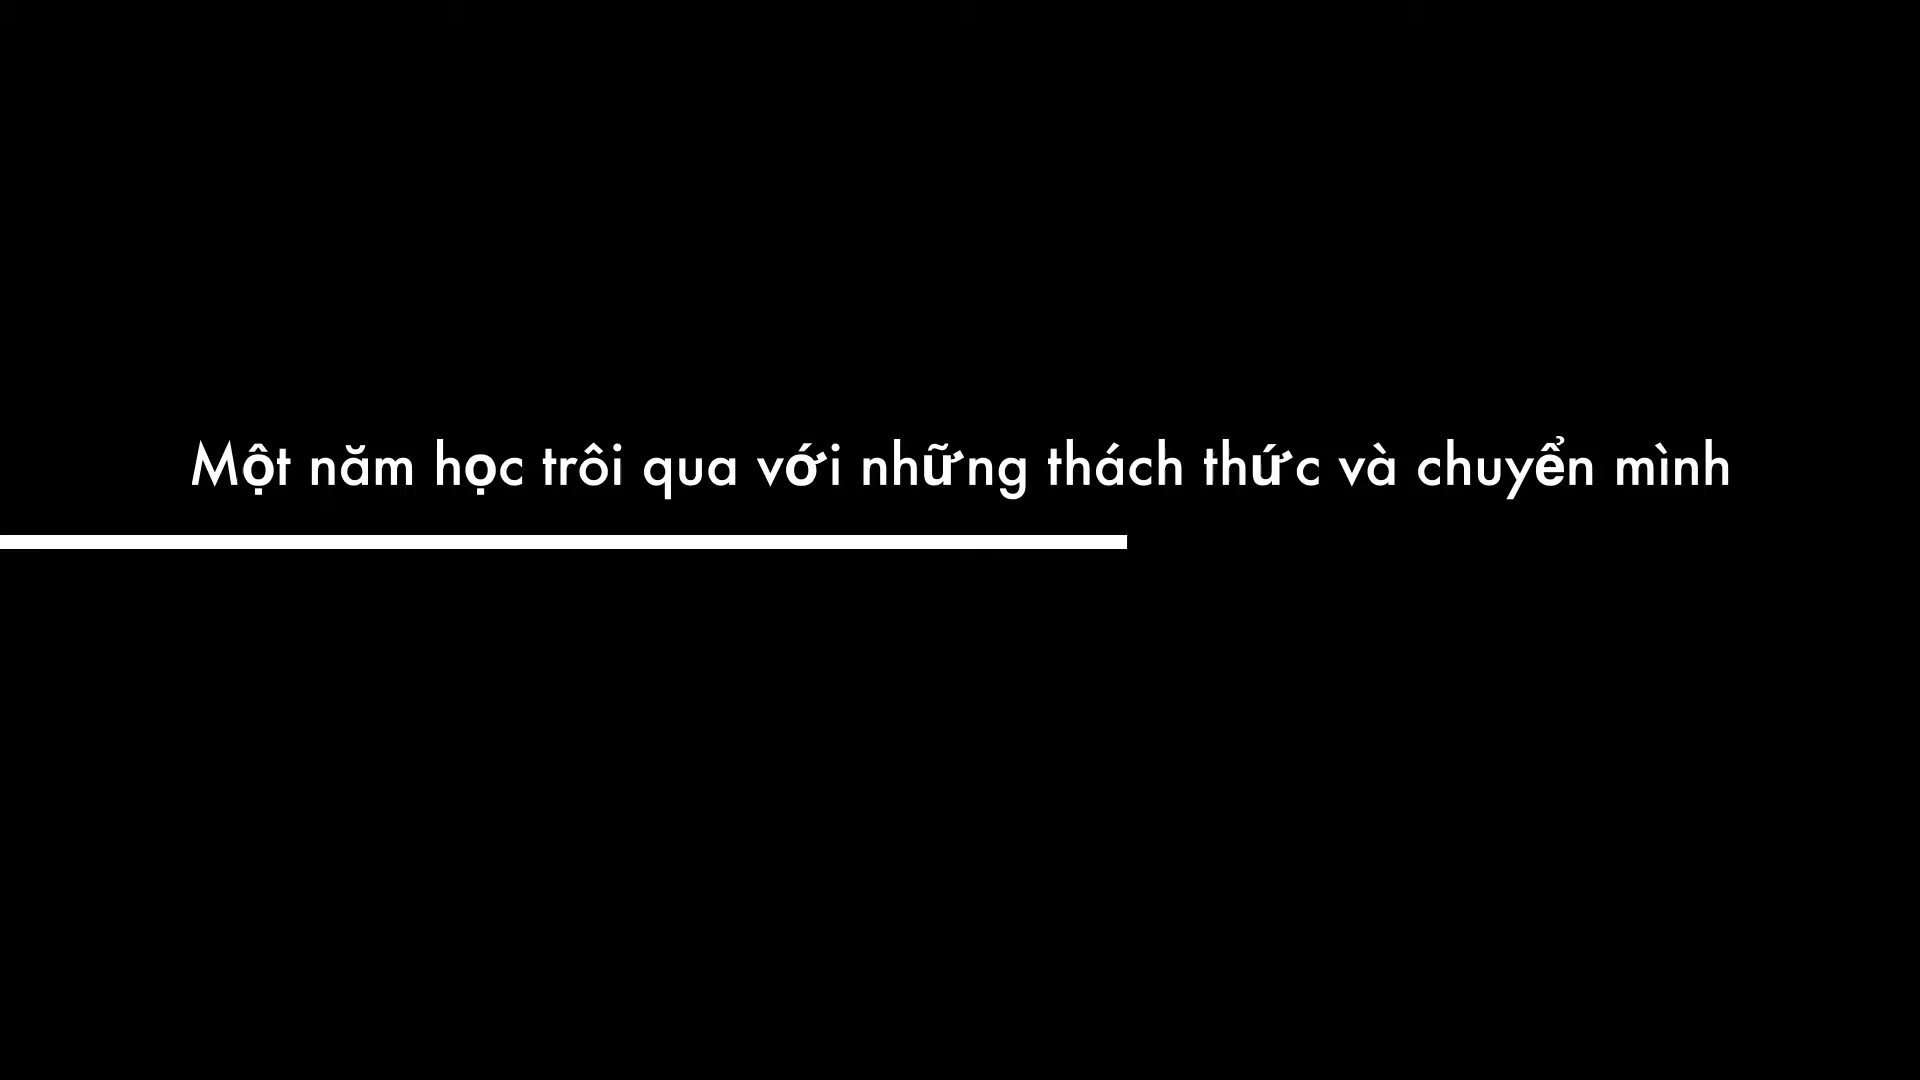 Một năm học trôi qua với những thách thức và chuyển mình